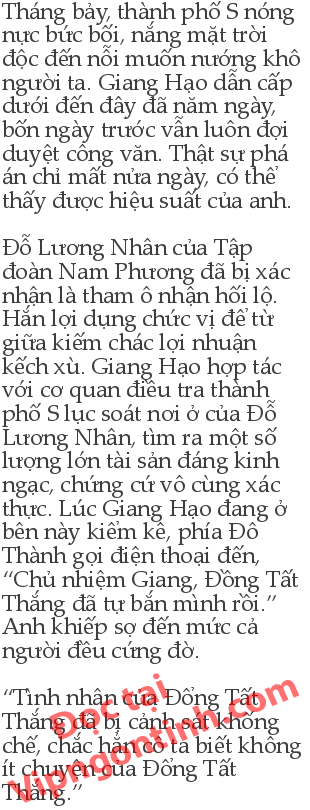 Tháng bảy, thành phố S nóng
nực bức bối, nắng mặt trời
độc đến nỗi muốn nướng khô
người ta. Giang Hạo dẫn cấp
dưới đến đây đã năm ngày,
bốn ngày trước vẫn luôn đợi
duyệt công văn. Thật sự phá
án chỉ mất nửa ngày, có thể
thấy được hiệu suất của anh.

Đỗ Lương Nhân của Tập
đoàn Nam Phương đã bị xác
nhận là tham ô nhận hối lộ.
Hắn lợi dụng chức vị để từ
giữa kiếm chác lợi nhuận
kếch xù. Giang Hạo hợp tác
với cơ quan điều tra thành
phố S lục soát nơi ở của Đỗ
Lương Nhân, tìm ra một số
lượng lớn tài sản đáng kinh
ngạc, chứng cứ vô cùng xác
thực. Lúc Giang Hạo đang ở
bên này kiểm kê, phía Đô
Thành gọi điện thoại đến,
“Chủ nhiệm Giang, Đồng Tất
Thắng đã tự bắn mình rồi.”
Anh khiếp sợ đến mức cả
người đều cứng đờ.

“Tình nhân của Đổng Tất
Thắng đã bị cảnh sát khống
chế, chắc hẳn cô ta biết không
ít chuyện của Đổng Tất
Thắng.”
Đọc tại
Vipngontinh.com